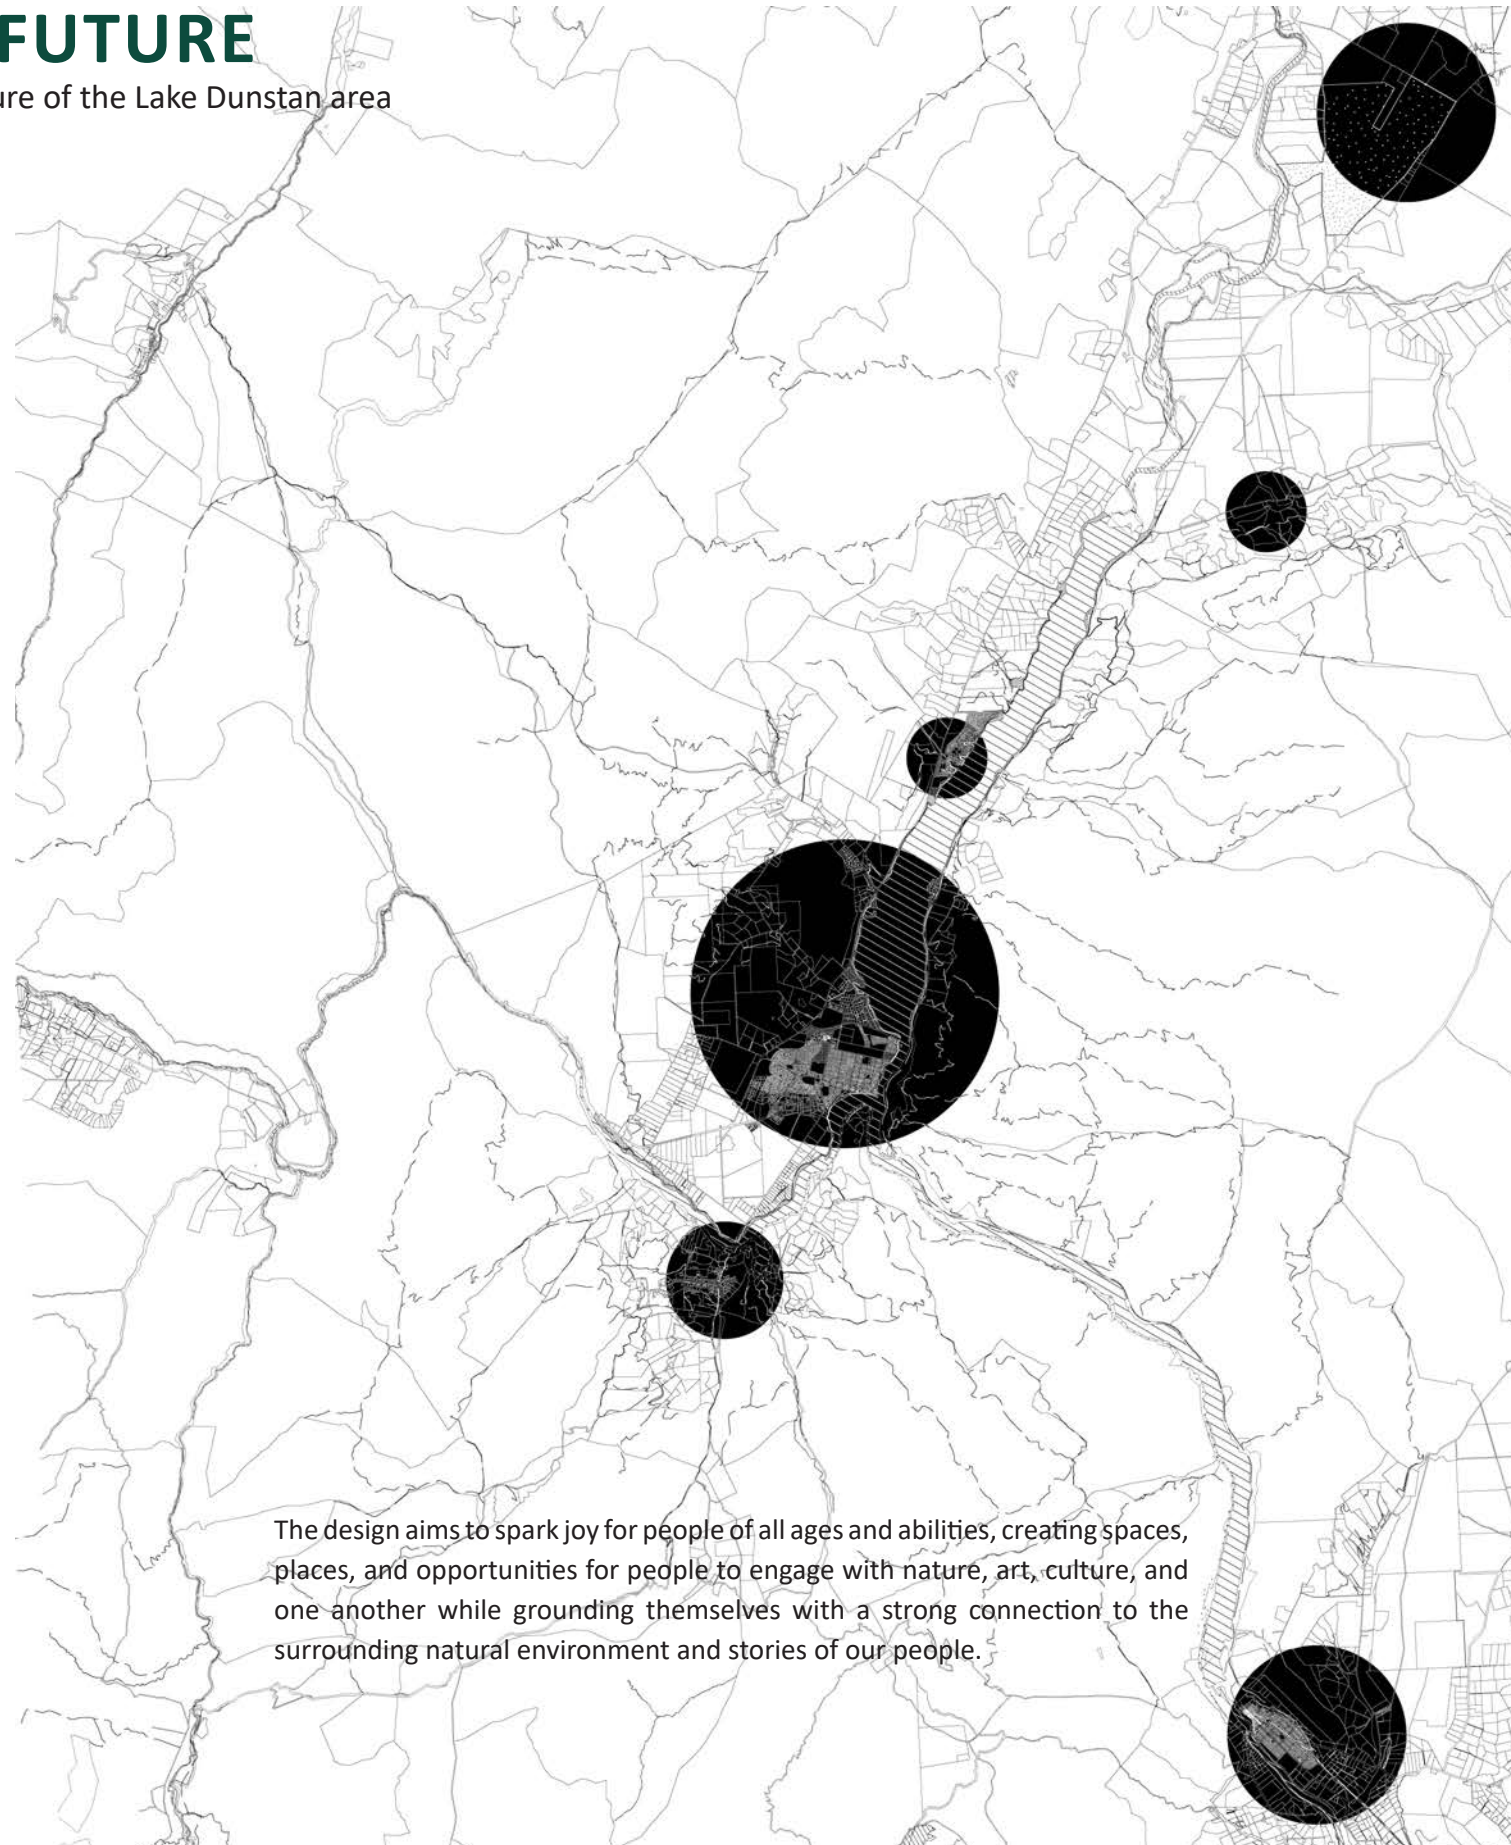 FUTURE
ure of the Lake Dunstan area
The design aims to spark joy for people of all ages and abilities, creating spaces,
places, and opportunities for people to engage with nature, art, culture, and
one another while grounding themselves with a strong connection to the
surrounding natural environment and stories of our people.